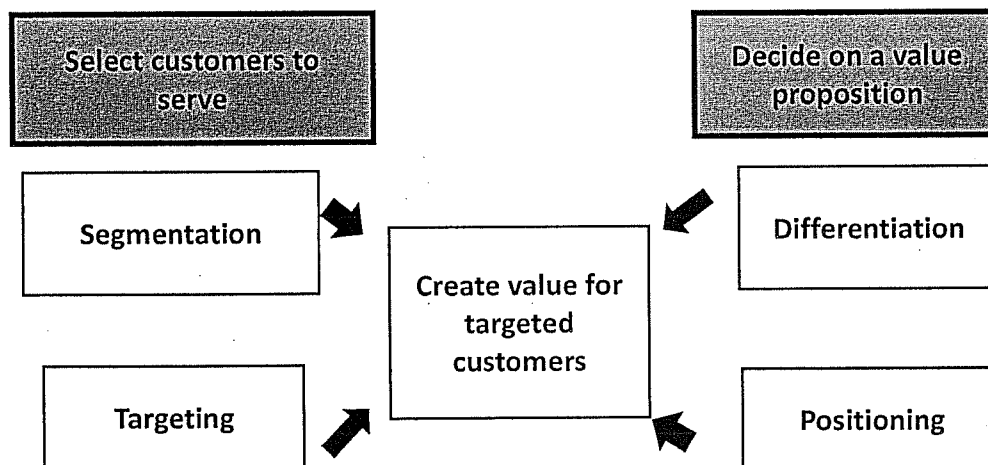 Select customers to
serve
Decide on a value
proposition
Segmentation
Differentiation
Create value for
targeted
customers
Targeting
Positioning